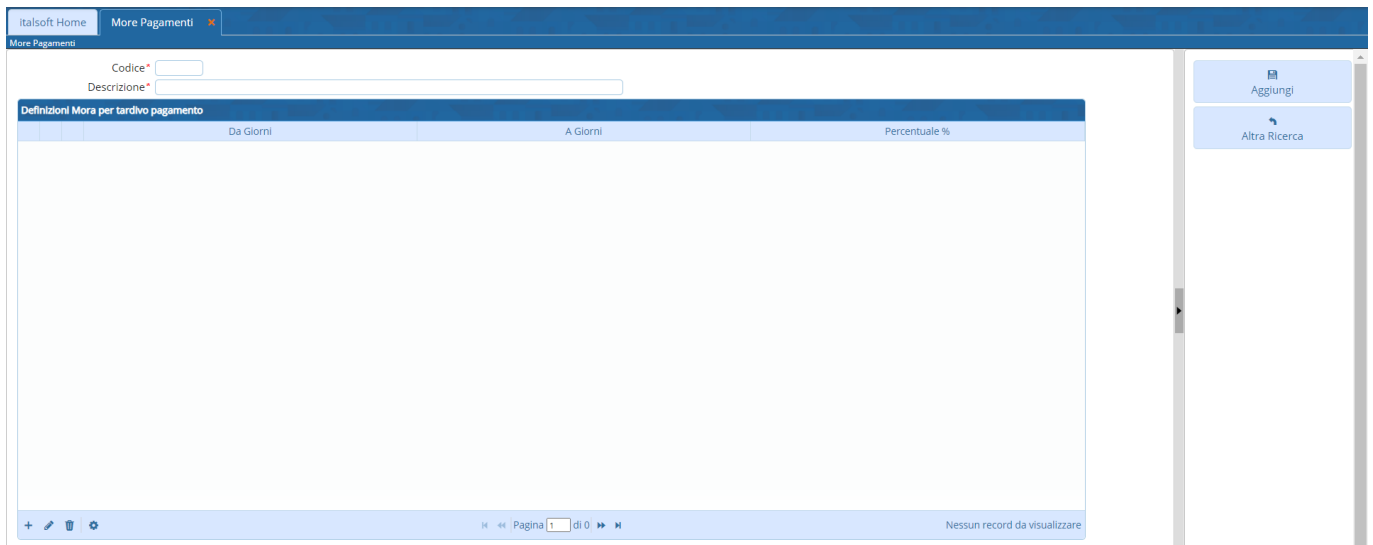 italsoft Home More Pagamenti ×
More Pagamenti
Codice*
Descrizione*
Definizioni Mora per tardivo pagamento
Da Giorni A Giorni Percentuale %
Pagina 1 di 0
Nessun record da visualizzare
Aggiungi
Altra Ricerca